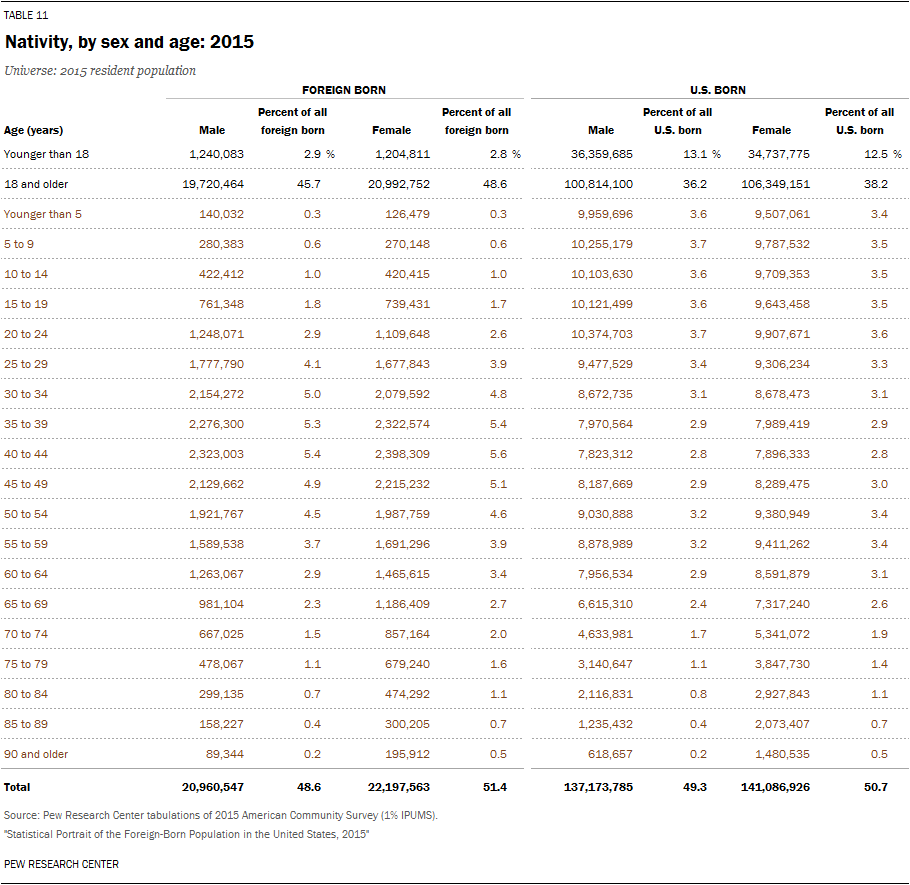 TABLE 11
Nativity, by sex and age: 2015
Universe: 2015 resident population
FOREIGN BORN U.S. BORN
Percent of all Percent of all Percent of all Percent of all
Age (years) Male foreign born Female foreign born Male U.S. born Female U.S. born
Younger than 18 1,240,083 2.9 % 1,204,811 2.8 % 36,359,685 13.1 % 34,737,775 12.5 %
18 and older 19,720,464 45.7 20,992,752 48.6 100,814,100 36.2 106,349,151 38.2
Younger than 5 140,032 0.3 126,479 0.3 9,959,696 3.6 9,507,061 3.4
5 to 9 280,383 0.6 270,148 0.6 10,255,179 3.7 9,787,532 3.5
10 to 14 422,412 1.0 420,415 1.0 10,103,630 3.6 9,709,353 3.5
15 to 19 761,348 1.8 739,431 1.7 10,121,499 3.6 9,643,458 3.5
20 to 24 1,248,071 2.9 1,109,648 2.6 10,374,703 3.7 9,907,671 3.6
25 to 29 1,777,790 4.1 1,677,843 3.9 9,477,529 3.4 9,306,234 3.3
30 to 34 2,154,272 5.0 2,079,592 4.8 8,672,735 3.1 8,678,473 3.1
35 to 39 2,276,300 5.3 2,322,574 5.4 7,970,564 2.9 7,989,419 2.9
40 to 44 2,323,003 5.4 2,398,309 5.6 7,823,312 2.8 7,896,333 2.8
45 to 49 2,129,662 4.9 2,215,232 5.1 8,187,669 2.9 8,289,475 3.0
50 to 54 1,921,767 4.5 1,987,759 4.6 9,030,888 3.2 9,380,949 3.4
55 to 59 1,589,538 3.7 1,691,296 3.9 8,878,989 3.2 9,411,262 3.4
60 to 64 1,263,067 2.9 1,465,615 3.4 7,956,534 2.9 8,591,879 3.1
65 to 69 981,104 2.3 1,186,409 2.7 6,615,310 2.4 7,317,240 2.6
70 to 74 667,025 1.5 857,164 2.0 4,633,981 1.7 5,341,072 1.9
75 to 79 478,067 1.1 679,240 1.6 3,140,647 1.1 3,847,730 1.4
80 to 84 299,135 0.7 474,292 1.1 2,116,831 0.8 2,927,843 1.1
85 to 89 158,227 0.4 300,205 0.7 1,235,432 0.4 2,073,407 0.7
90 and older 89,344 0.2 195,912 0.5 618,657 0.2 1,480,535 0.5
Total 20,960,547 48.6 22,197,563 51.4 137,173,785 49.3 141,086,926 50.7
Source: Pew Research Center tabulations of 2015 American Community Survey (1% IPUMS).
"Statistical Portrait of the Foreign-Born Population in the United States, 2015"
PEW RESEARCH CENTER